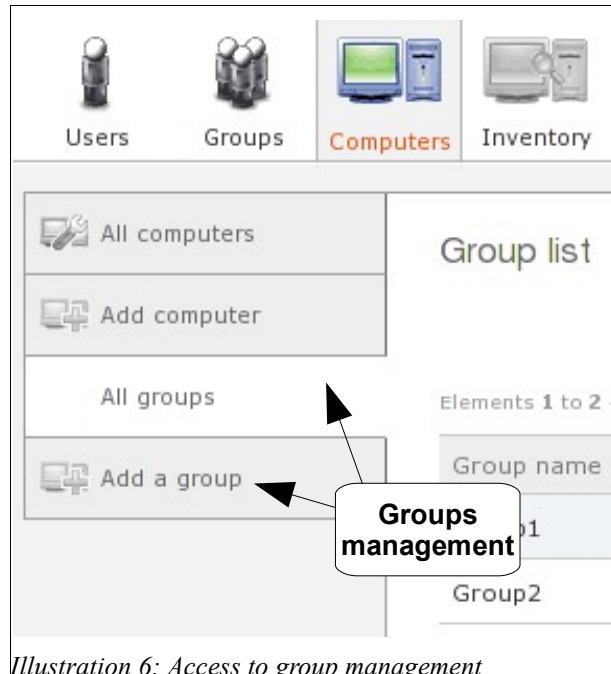 Users Groups Computers Inventory
All computers
Group list
Add computer
All groups
Elements 1 to 2
Group name
Add a group
Groups
management
Group2
Illustration 6: Access to group management